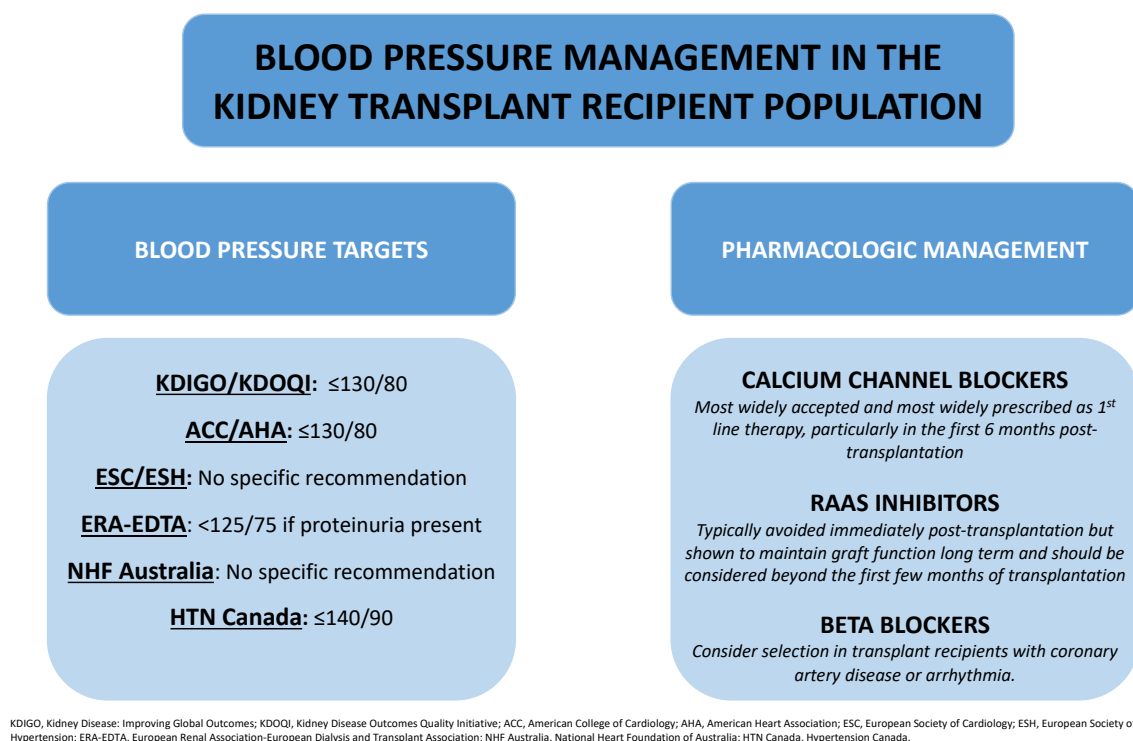 BLOOD PRESSURE MANAGEMENT IN THE
KIDNEY TRANSPLANT RECIPIENT POPULATION
BLOOD PRESSURE TARGETS
KDIGO/KDOQI: ≤130/80
ACC/AHA: ≤130/80
ESC/ESH: No specific recommendation
ERA-EDTA: <125/75 if proteinuria present
NHF Australia: No specific recommendation
HTN Canada: ≤140/90
PHARMACOLOGIC MANAGEMENT
CALCIUM CHANNEL BLOCKERS
Most widely accepted and most widely prescribed as 1st
line therapy, particularly in the first 6 months post-
transplantation
RAAS INHIBITORS
Typically avoided immediately post-transplantation but
shown to maintain graft function long term and should be
considered beyond the first few months of transplantation
BETA BLOCKERS
Consider selection in transplant recipients with coronary
artery disease or arrhythmia.
KDIGO, Kidney Disease: Improving Global Outcomes; KDOQI, Kidney Disease Outcomes Quality Initiative; ACC, American College of Cardiology; AHA, American Heart Association; ESC, European Society of Cardiology; ESH, European Society of
Hypertension; ERA-EDTA, European Renal Association-European Dialysis and Transplant Association; NHF Australia, National Heart Foundation of Australia; HTN Canada, Hypertension Canada.